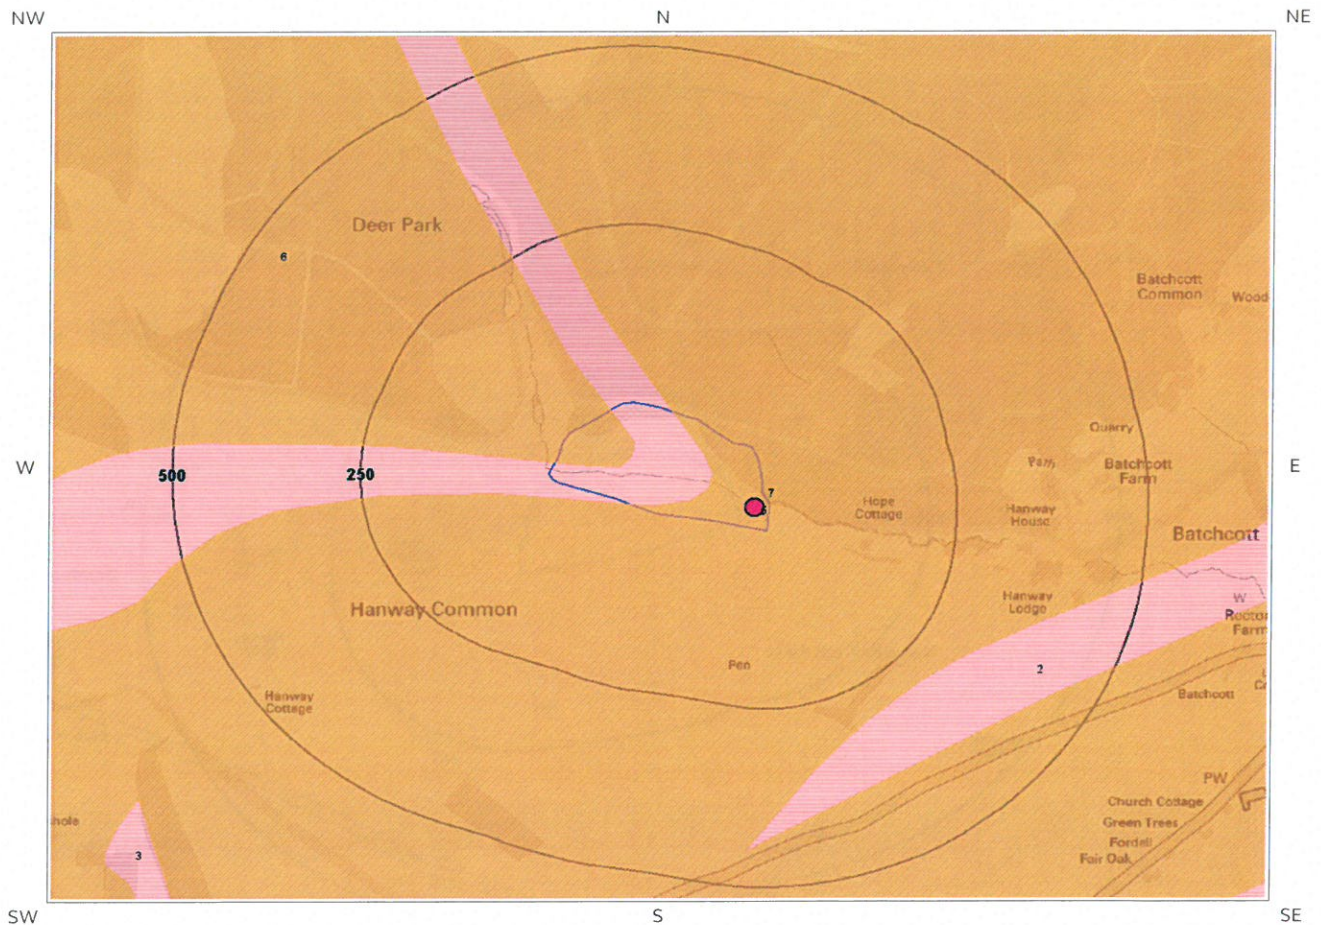 NW
N
NE
Deer Park
6
Batchcott
Common
Wood
Quarry
Batchcott
Farm
W
500
250
E
7
Hope
Cottage
Hanway
House
Batchcott
Hanway
Lodge
W
Rector
Farm
Hanway Common
Pen
2
Hanway
Cottage
Batchcott
PW
Church Cottage
Green Trees
Fordell
Fair Oak
hole
3
SW
S
SE